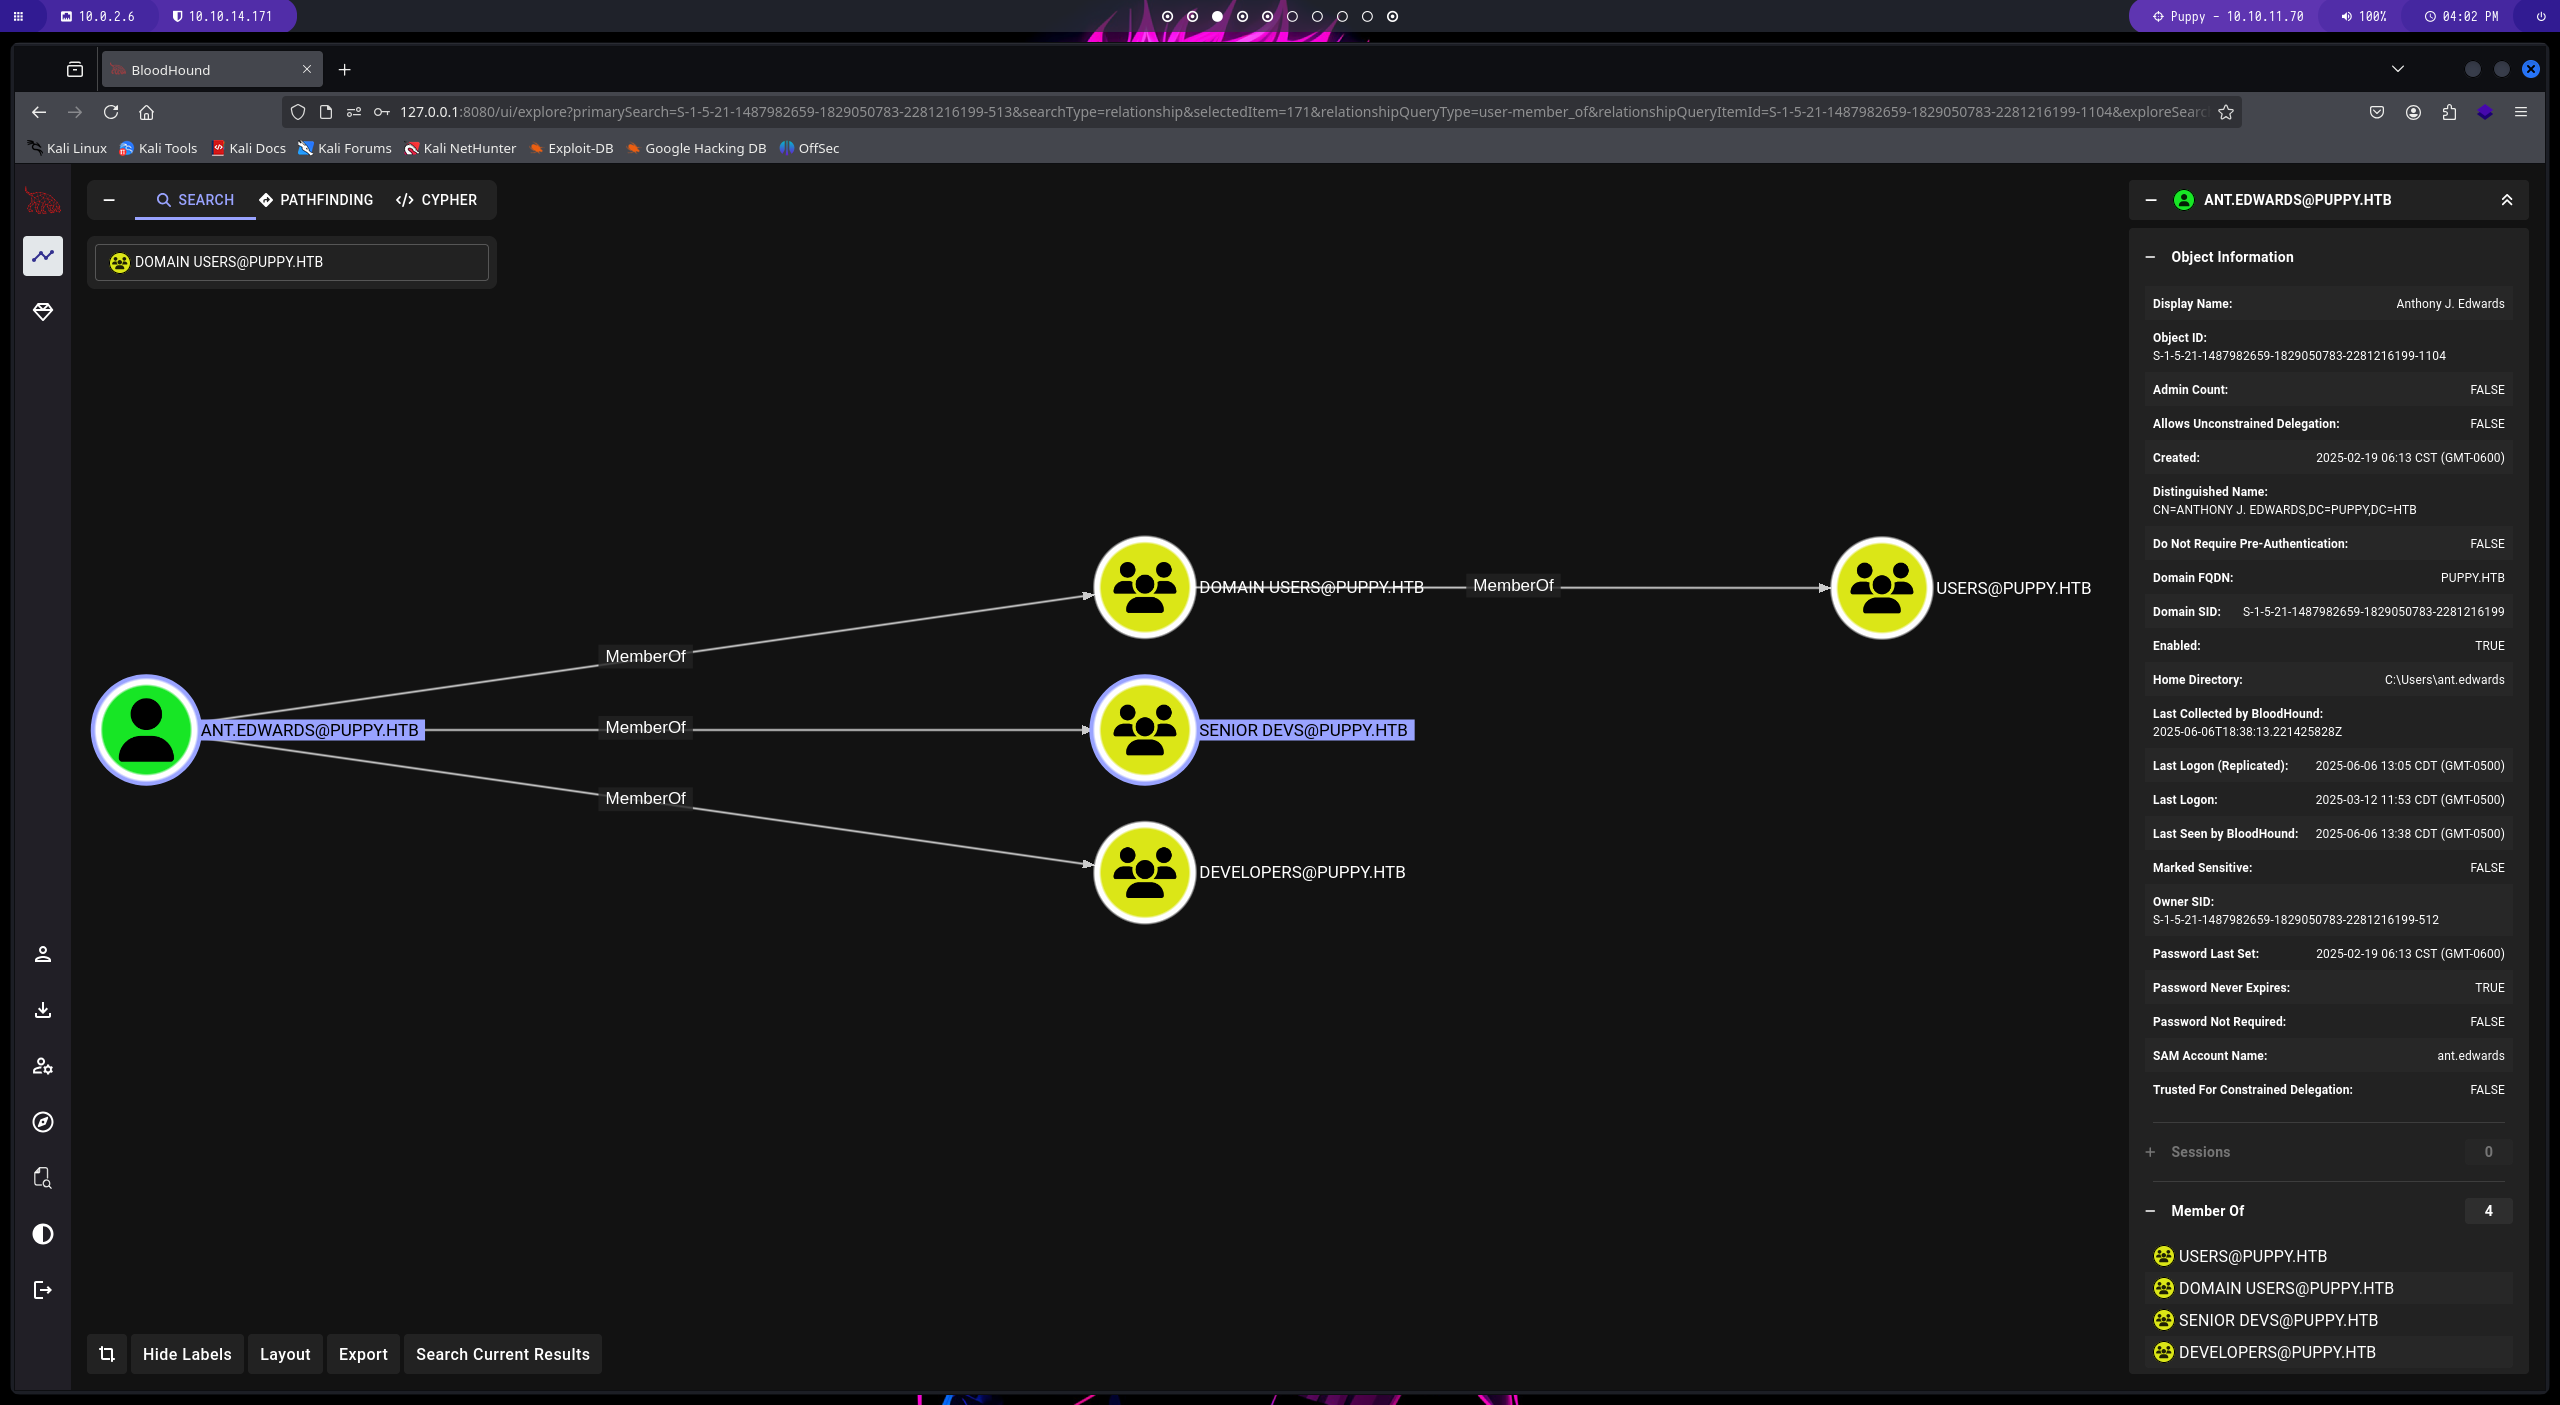 10.0.2.6
10.10.14.171
Puppy - 10.10.11.70
100%
04:02 PM
BloodHound
127.0.0.1:8080/ui/explore?primarySearch=S-1-5-21-1487982659-1829050783-2281216199-513&searchType=relationship&selectedItem=171&relationshipQueryType=user-member_of&relationshipQueryItemId=S-1-5-21-1487982659-1829050783-2281216199-1104&exploreSearc
Kali Linux
Kali Tools
Kali Docs
Kali Forums
Kali NetHunter
Exploit-DB
Google Hacking DB
OffSec
SEARCH
PATHFINDING
CYPHER
DOMAIN USERS@PUPPY.HTB
DOMAIN USERS@PUPPY.HTB
MemberOf
USERS@PUPPY.HTB
MemberOf
ANT.EDWARDS@PUPPY.HTB
MemberOf
SENIOR DEVS@PUPPY.HTB
MemberOf
DEVELOPERS@PUPPY.HTB
Hide Labels
Layout
Export
Search Current Results
ANT.EDWARDS@PUPPY.HTB
Object Information
Display Name: Anthony J. Edwards
Object ID:
S-1-5-21-1487982659-1829050783-2281216199-1104
Admin Count: FALSE
Allows Unconstrained Delegation: FALSE
Created: 2025-02-19 06:13 CST (GMT-0600)
Distinguished Name:
CN=ANTHONY J. EDWARDS,DC=PUPPY,DC=HTB
Do Not Require Pre-Authentication: FALSE
Domain FQDN: PUPPY.HTB
Domain SID: S-1-5-21-1487982659-1829050783-2281216199
Enabled: TRUE
Home Directory: C:\Users\ant.edwards
Last Collected by BloodHound:
2025-06-06T18:38:13.221425828Z
Last Logon (Replicated): 2025-06-06 13:05 CDT (GMT-0500)
Last Logon: 2025-03-12 11:53 CDT (GMT-0500)
Last Seen by BloodHound: 2025-06-06 13:38 CDT (GMT-0500)
Marked Sensitive: FALSE
Owner SID:
S-1-5-21-1487982659-1829050783-2281216199-512
Password Last Set: 2025-02-19 06:13 CST (GMT-0600)
Password Never Expires: TRUE
Password Not Required: FALSE
SAM Account Name: ant.edwards
Trusted For Constrained Delegation: FALSE
Sessions 0
Member Of 4
USERS@PUPPY.HTB
DOMAIN USERS@PUPPY.HTB
SENIOR DEVS@PUPPY.HTB
DEVELOPERS@PUPPY.HTB